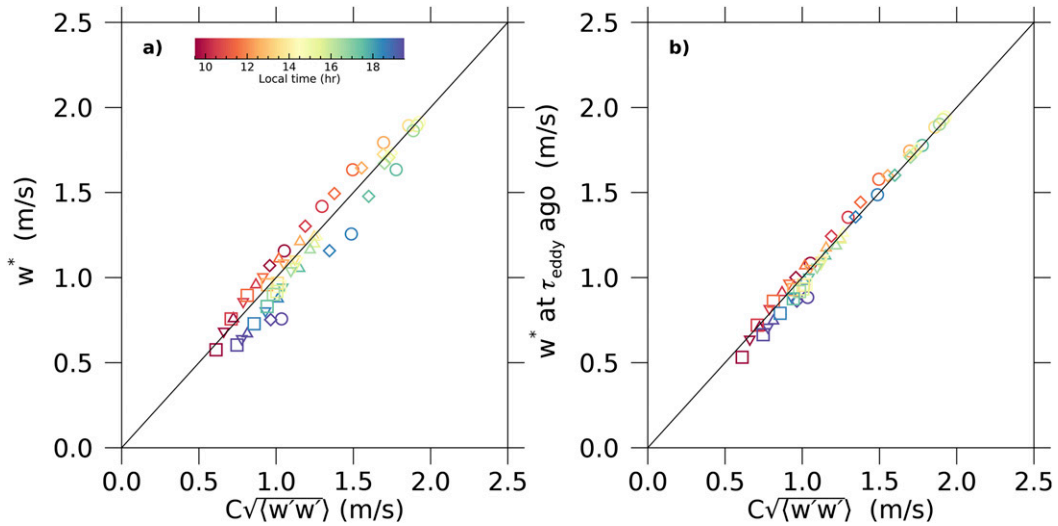 a)
10 12 14 16 18
Local time (hr)
2.5
2.0
1.5
1.0
0.5
0.0
w* (m/s)
0.0 0.5 1.0 1.5 2.0 2.5
C√⟨w′w′⟩ (m/s)
b)
2.5
2.0
1.5
1.0
0.5
0.0
w* at τeddy ago (m/s)
0.0 0.5 1.0 1.5 2.0 2.5
C√⟨w′w′⟩ (m/s)